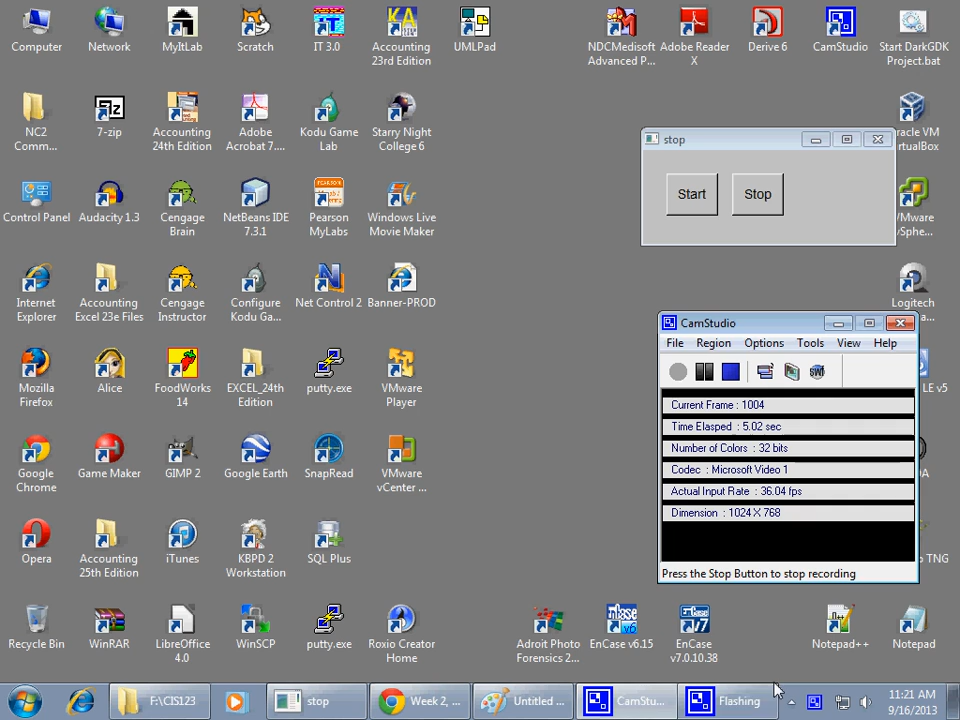 Computer
Network
MyItLab
Scratch
IT 3.0
Accounting
23rd Edition
UMLPad
NDCMedisoft
Advanced P...
Adobe Reader
X
Derive 6
CamStudio
Start DarkGDK
Project.bat
NC2
Comm...
7-zip
Accounting
24th Edition
Adobe
Acrobat 7....
Kodu Game
Lab
Starry Night
College 6
stop
Start
Stop
Control Panel
Audacity 1.3
Cengage
Brain
NetBeans IDE
7.3.1
Pearson
MyLabs
Windows Live
Movie Maker
Internet
Explorer
Accounting
Excel 23e Files
Cengage
Instructor
Configure
Kodu Ga...
Net Control 2
Banner-PROD
Logitech
CamStudio
File Region Options Tools View Help
Current Frame : 1004
Time Elasped : 5.02 sec
Number of Colors : 32 bits
Codec : Microsoft Video 1
Actual Input Rate : 36.04 fps
Dimension : 1024 X 768
Press the Stop Button to stop recording
LE v5
TNG
Mozilla
Firefox
Alice
FoodWorks
14
EXCEL_24th
Edition
putty.exe
VMware
Player
Google
Chrome
Game Maker
GIMP 2
Google Earth
SnapRead
VMware
vCenter ...
Opera
Accounting
25th Edition
iTunes
KBPD 2
Workstation
SQL Plus
Recycle Bin
WinRAR
LibreOffice
4.0
WinSCP
putty.exe
Roxio Creator
Home
Adroit Photo
Forensics 2...
EnCase v6.15
EnCase
v7.0.10.38
Notepad++
Notepad
F:\CIS123
stop
Week 2, ...
Untitled ...
CamStu...
Flashing
11:21 AM
9/16/2013